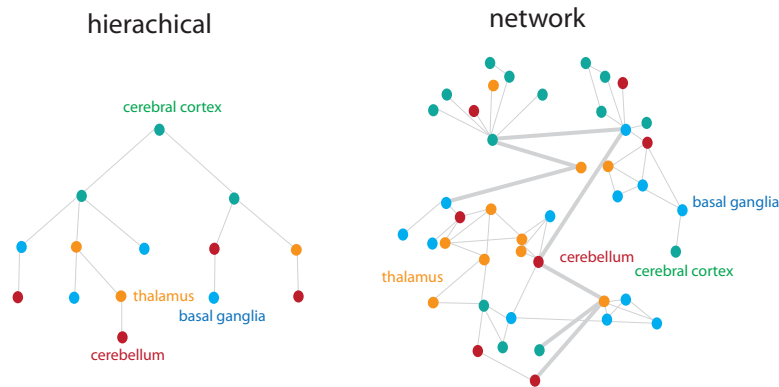 hierachical
network
cerebral cortex
thalamus
basal ganglia
cerebellum
basal ganglia
cerebellum
cerebral cortex
thalamus